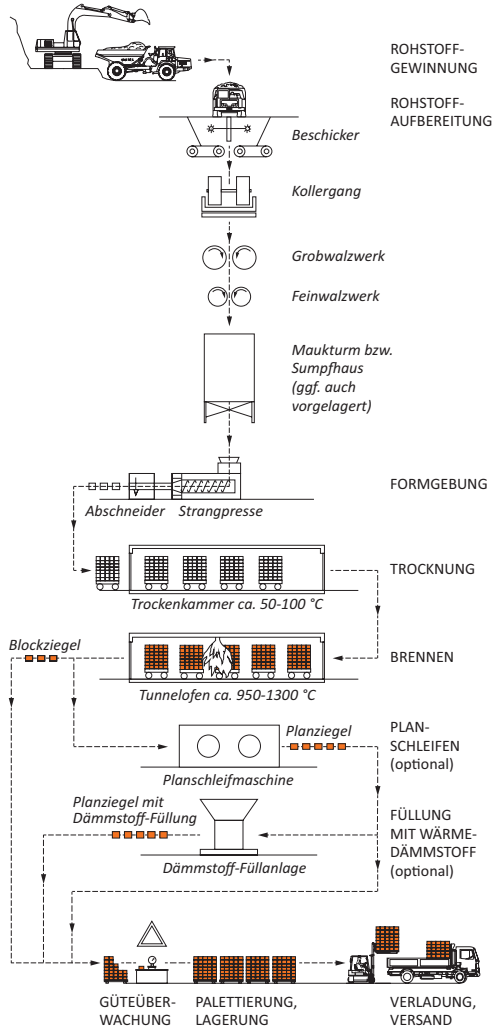 ROHSTOFF-
GEWINNUNG
ROHSTOFF-
AUFBEREITUNG
Beschicker
Kollergang
Grobwalzwerk
Feinwalzwerk
Maukturm bzw.
Sumpfhaus
(ggf. auch
vorgelagert)
FORMGEBUNG
Abschneider
Strangpresse
TROCKNUNG
Trockenkammer ca. 50-100 °C
Blockziegel
BRENNEN
Tunnelofen ca. 950-1300 °C
Planziegel
PLAN-
SCHLEIFEN
(optional)
Planschleifmaschine
Planziegel mit
Dämmstoff-Füllung
FÜLLUNG
MIT WÄRME-
DÄMMSTOFF
(optional)
Dämmstoff-Füllanlage
GÜTEÜBER-
WACHUNG
PALETTIERUNG,
LAGERUNG
VERLADUNG,
VERSAND